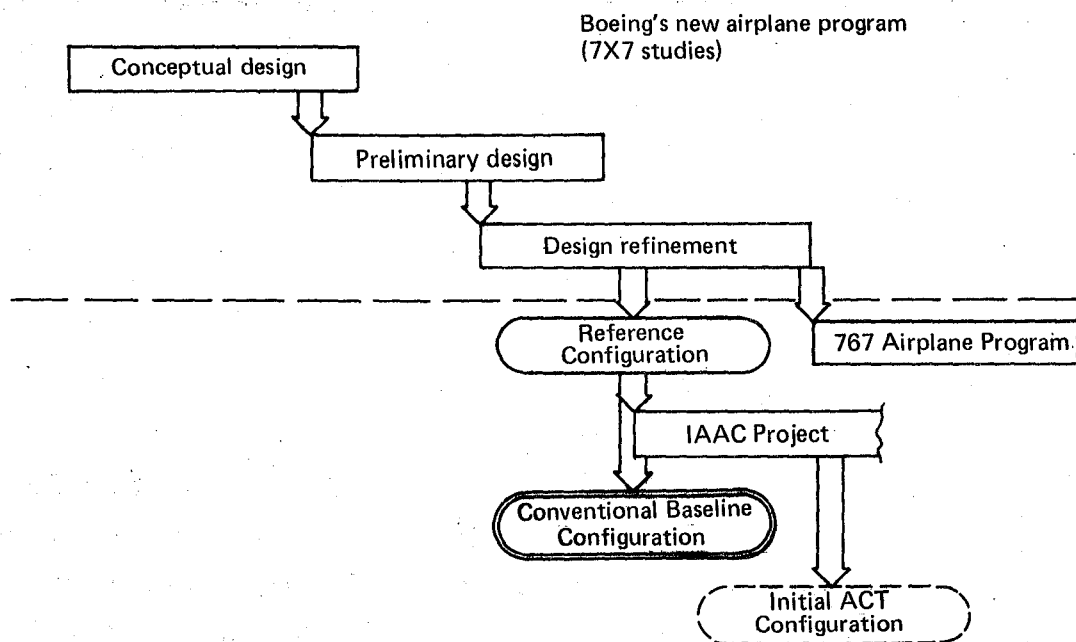 Boeing's new airplane program
(7X7 studies)
Conceptual design
Preliminary design
Design refinement
Reference
Configuration
767 Airplane Program
IAAC Project
Conventional Baseline
Configuration
Initial ACT
Configuration